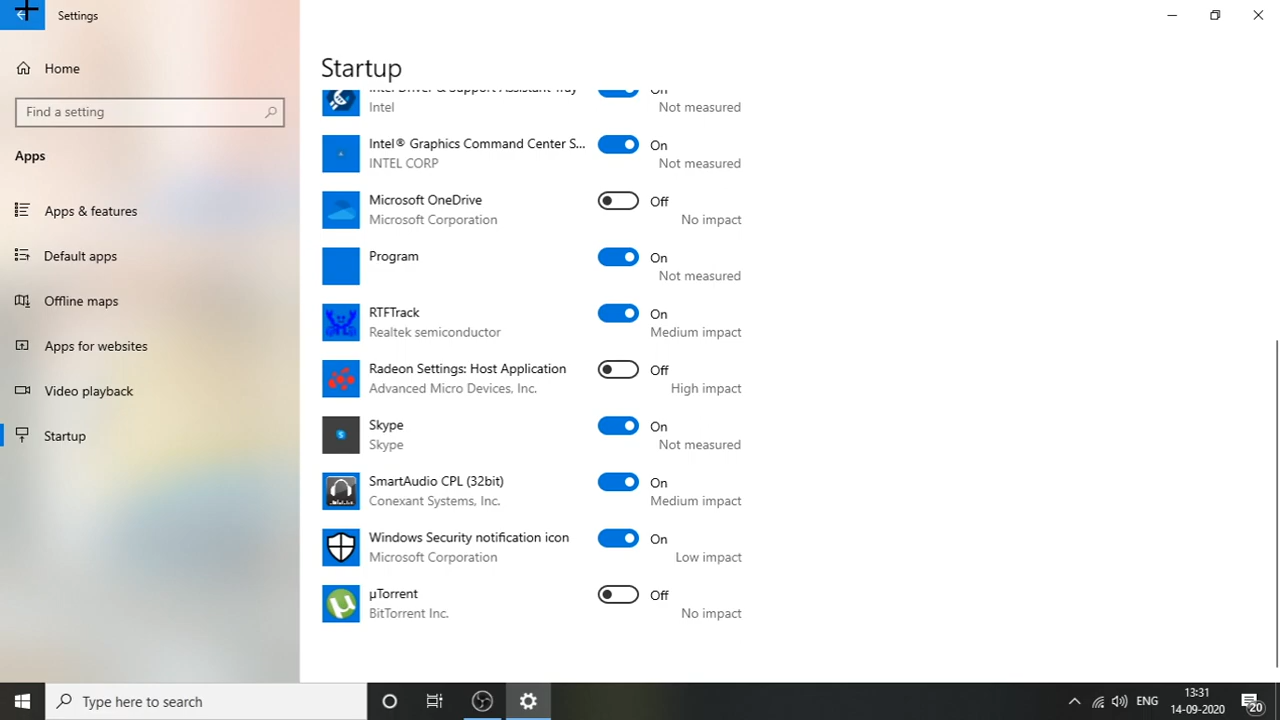 Settings
Home
Find a setting
Apps
Apps & features
Default apps
Offline maps
Apps for websites
Video playback
Startup
Startup
Intel Driver & Support Assistant Tray
On
Intel
Not measured
Intel® Graphics Command Center S...
On
INTEL CORP
Not measured
Microsoft OneDrive
Off
Microsoft Corporation
No impact
Program
On
Not measured
RTFTrack
On
Realtek semiconductor
Medium impact
Radeon Settings: Host Application
Off
Advanced Micro Devices, Inc.
High impact
Skype
On
Skype
Not measured
SmartAudio CPL (32bit)
On
Conexant Systems, Inc.
Medium impact
Windows Security notification icon
On
Microsoft Corporation
Low impact
µTorrent
Off
BitTorrent Inc.
No impact
Type here to search
ENG
13:31
14-09-2020
20